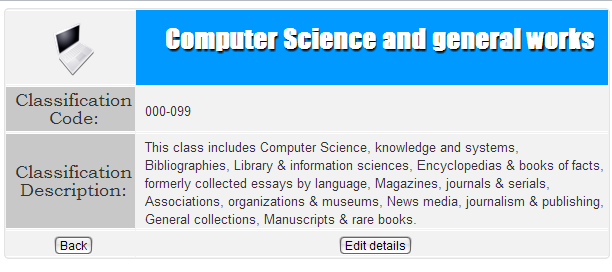 Computer Science and general works
Classification
Code:
000-099
Classification
Description:
This class includes Computer Science, knowledge and systems,
Bibliographies, Library & information sciences, Encyclopedias & books of facts,
formerly collected essays by language, Magazines, journals & serials,
Associations, organizations & museums, News media, journalism & publishing,
General collections, Manuscripts & rare books.
Back
Edit details